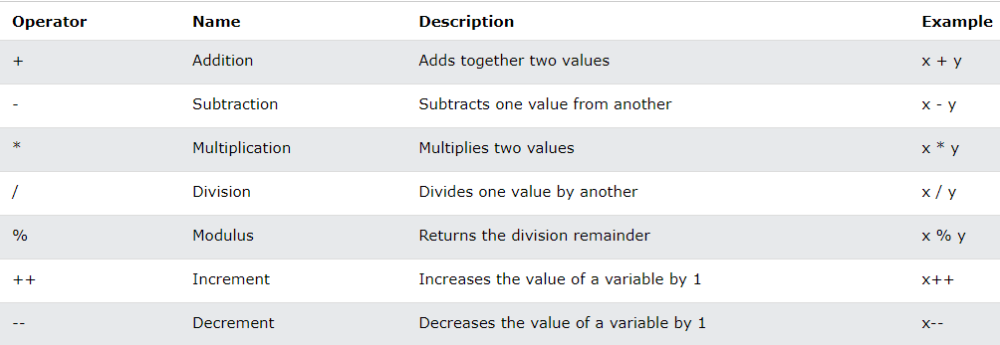 Operator Name Description Example
+ Addition Adds together two values x + y
- Subtraction Subtracts one value from another x - y
* Multiplication Multiplies two values x * y
/ Division Divides one value by another x / y
% Modulus Returns the division remainder x % y
++ Increment Increases the value of a variable by 1 x++
-- Decrement Decreases the value of a variable by 1 x--